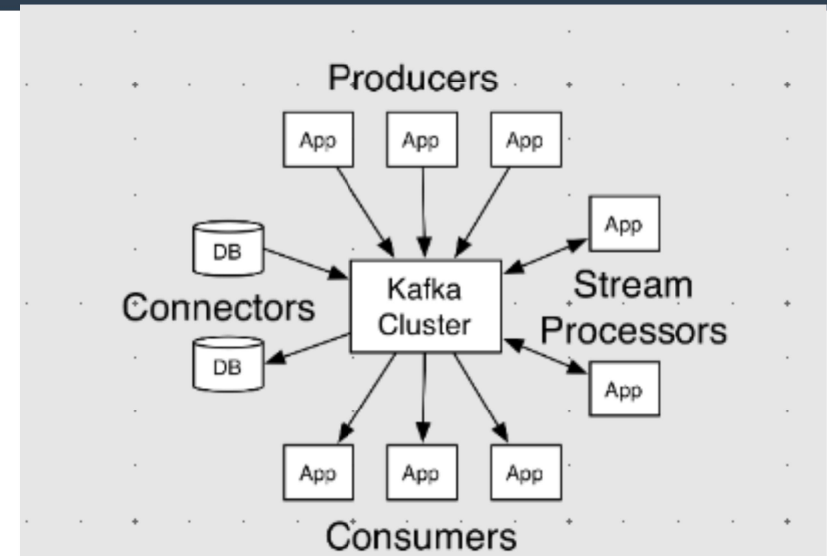 Producers
App App App
App
DB
Kafka
Cluster
Stream
Processors
Connectors
DB
App
App App App
Consumers